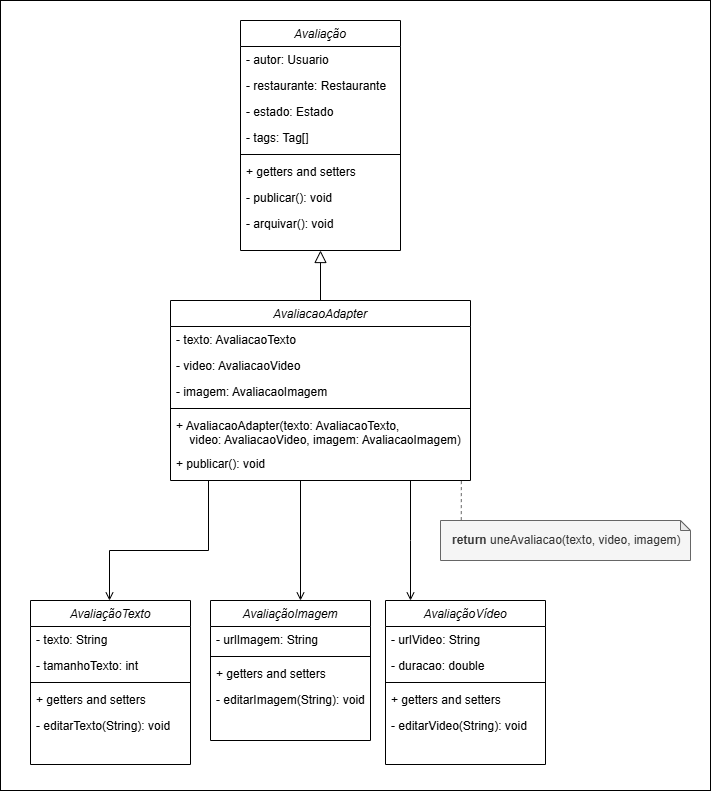 Avaliação
- autor: Usuario
- restaurante: Restaurante
- estado: Estado
- tags: Tag[]
+ getters and setters
- publicar(): void
- arquivar(): void
AvaliacaoAdapter
- texto: AvaliacaoTexto
- video: AvaliacaoVideo
- imagem: AvaliacaoImagem
+ AvaliacaoAdapter(texto: AvaliacaoTexto,
video: AvaliacaoVideo, imagem: AvaliacaoImagem)
+ publicar(): void
return uneAvaliacao(texto, video, imagem)
AvaliaçãoTexto
- texto: String
- tamanhoTexto: int
+ getters and setters
- editarTexto(String): void
AvaliaçãoImagem
- urlImagem: String
+ getters and setters
- editarImagem(String): void
AvaliaçãoVídeo
- urlVideo: String
- duracao: double
+ getters and setters
- editarVideo(String): void